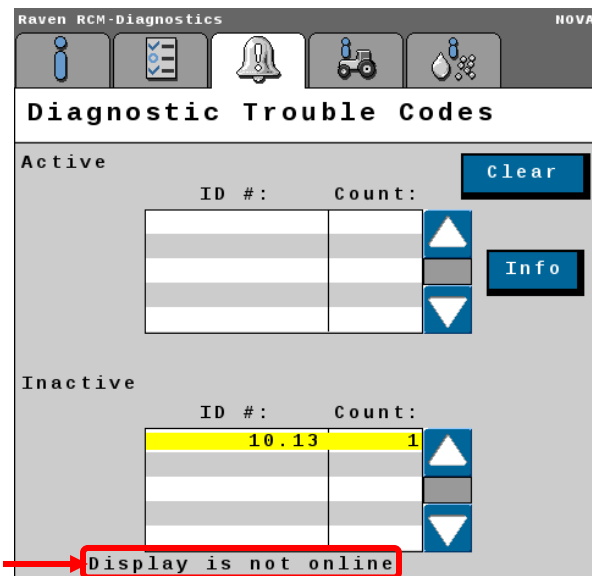 Raven RCM-Diagnostics NOVA
Diagnostic Trouble Codes
Active
Clear
ID #: Count:
Info
Inactive
ID #: Count:
10.13 1
Display is not online